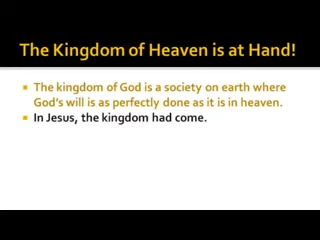 The Kingdom of Heaven is at Hand!
The kingdom of God is a society on earth where
God's will is as perfectly done as it is in heaven.
In Jesus, the kingdom had come.